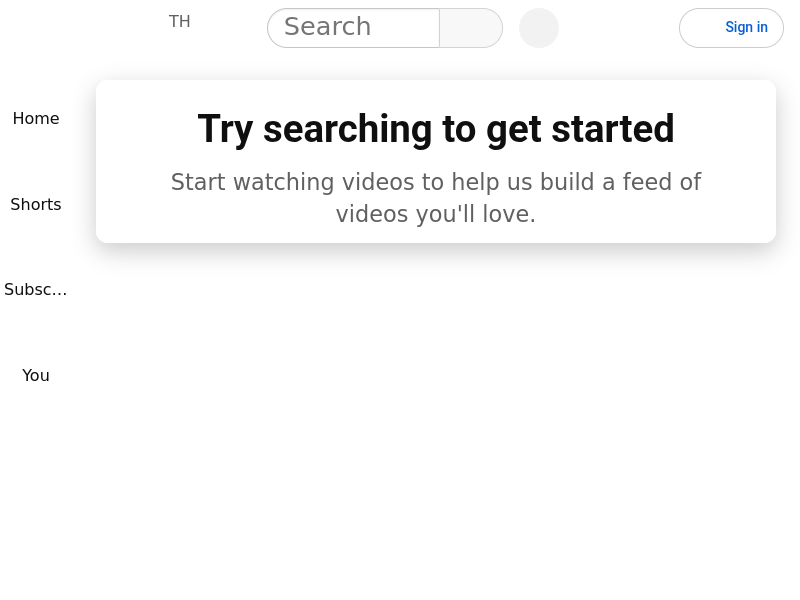 TH
Search
Sign in
Home
Shorts
Subsc...
You
Try searching to get started
Start watching videos to help us build a feed of
videos you'll love.